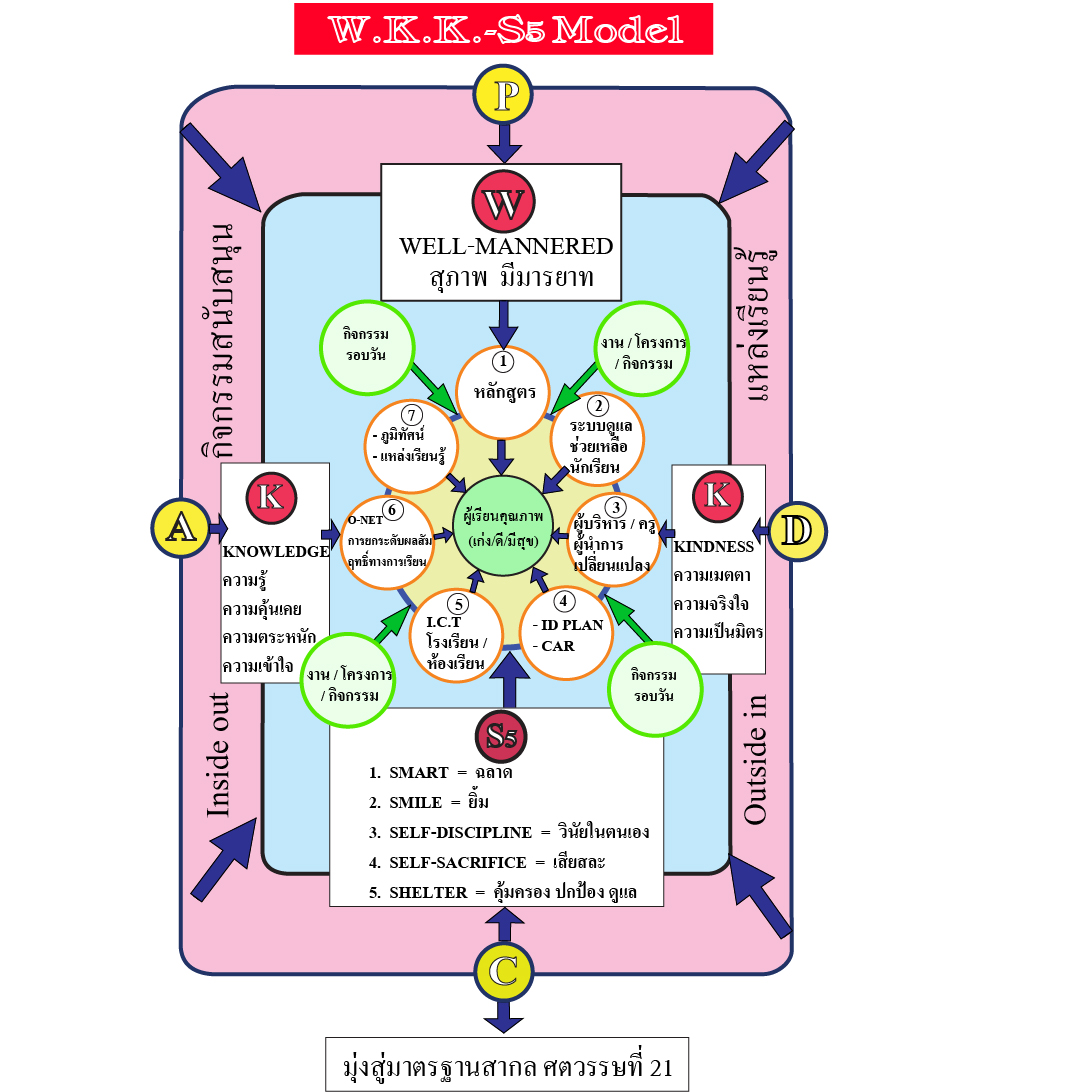 W.K.K.-S5 Model
P
W
WELL-MANNERED
สุภาพ มีมารยาท
กิจกรรมสนับสนุน
Inside out
แหล่งเรียนรู้
Outside in
กิจกรรม
รอบวัน
งาน / โครงการ
/ กิจกรรม
1
หลักสูตร
2
ระบบดูแล
ช่วยเหลือ
นักเรียน
7
- ภูมิทัศน์
- แหล่งเรียนรู้
A
K
KNOWLEDGE
ความรู้
ความคุ้นเคย
ความตระหนัก
ความเข้าใจ
6
O-NET
การยกระดับผลสัม
ฤทธิ์ทางการเรียน
ผู้เรียนคุณภาพ
(เก่ง/ดี/มีสุข)
3
ผู้บริหาร / ครู
ผู้นำการ
เปลี่ยนแปลง
K
KINDNESS
ความเมตตา
ความจริงใจ
ความเป็นมิตร
D
5
I.C.T
โรงเรียน /
ห้องเรียน
4
- ID PLAN
- CAR
งาน / โครงการ
/ กิจกรรม
กิจกรรม
รอบวัน
S5
1. SMART = ฉลาด
2. SMILE = ยิ้ม
3. SELF-DISCIPLINE = วินัยในตนเอง
4. SELF-SACRIFICE = เสียสละ
5. SHELTER = คุ้มครอง ปกป้อง ดูแล
C
มุ่งสู่มาตรฐานสากล ศตวรรษที่ 21